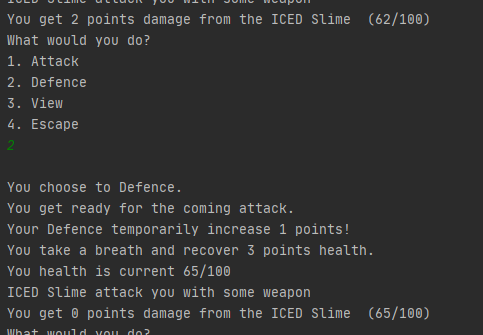 ICED Slime attack you with some weapon
You get 2 points damage from the ICED Slime  (62/100)
What would you do?
1. Attack
2. Defence
3. View
4. Escape
2
You choose to Defence.
You get ready for the coming attack.
Your Defence temporarily increase 1 points!
You take a breath and recover 3 points health.
You health is current 65/100
ICED Slime attack you with some weapon
You get 0 points damage from the ICED Slime  (65/100)
What would you do?